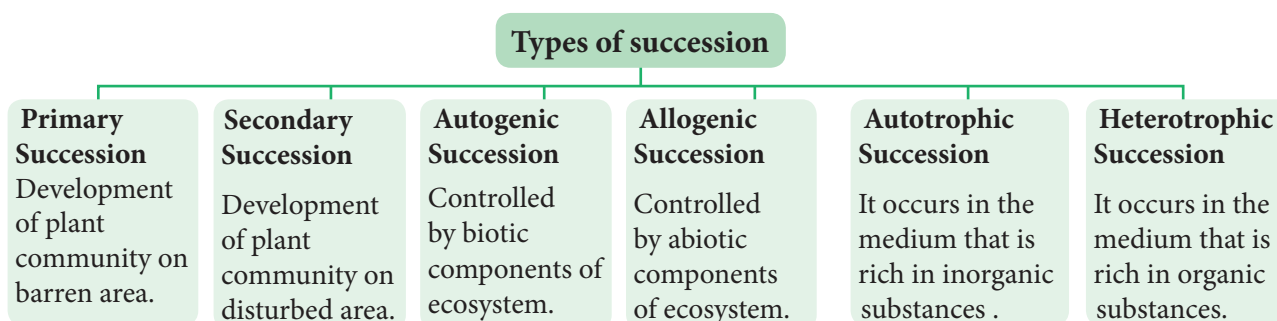 Types of succession
Primary
Succession
Development
of plant
community on
barren area.
Secondary
Succession
Development
of plant
community on
disturbed area.
Autogenic
Succession
Controlled
by biotic
components of
ecosystem.
Allogenic
Succession
Controlled
by abiotic
components
of ecosystem.
Autotrophic
Succession
It occurs in the
medium that is
rich in inorganic
substances .
Heterotrophic
Succession
It occurs in the
medium that is
rich in organic
substances.